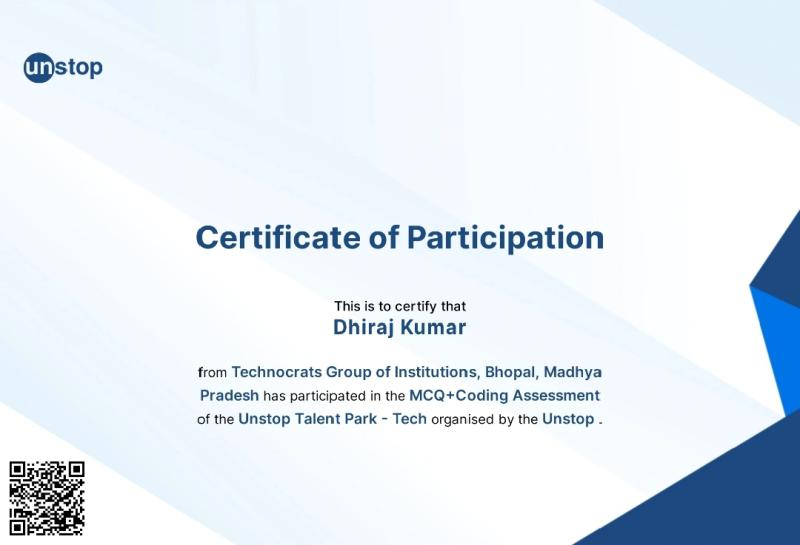 unstop
Certificate of Participation
This is to certify that
Dhiraj Kumar
from Technocrats Group of Institutions, Bhopal, Madhya
Pradesh has participated in the MCQ+Coding Assessment
of the Unstop Talent Park - Tech organised by the Unstop .